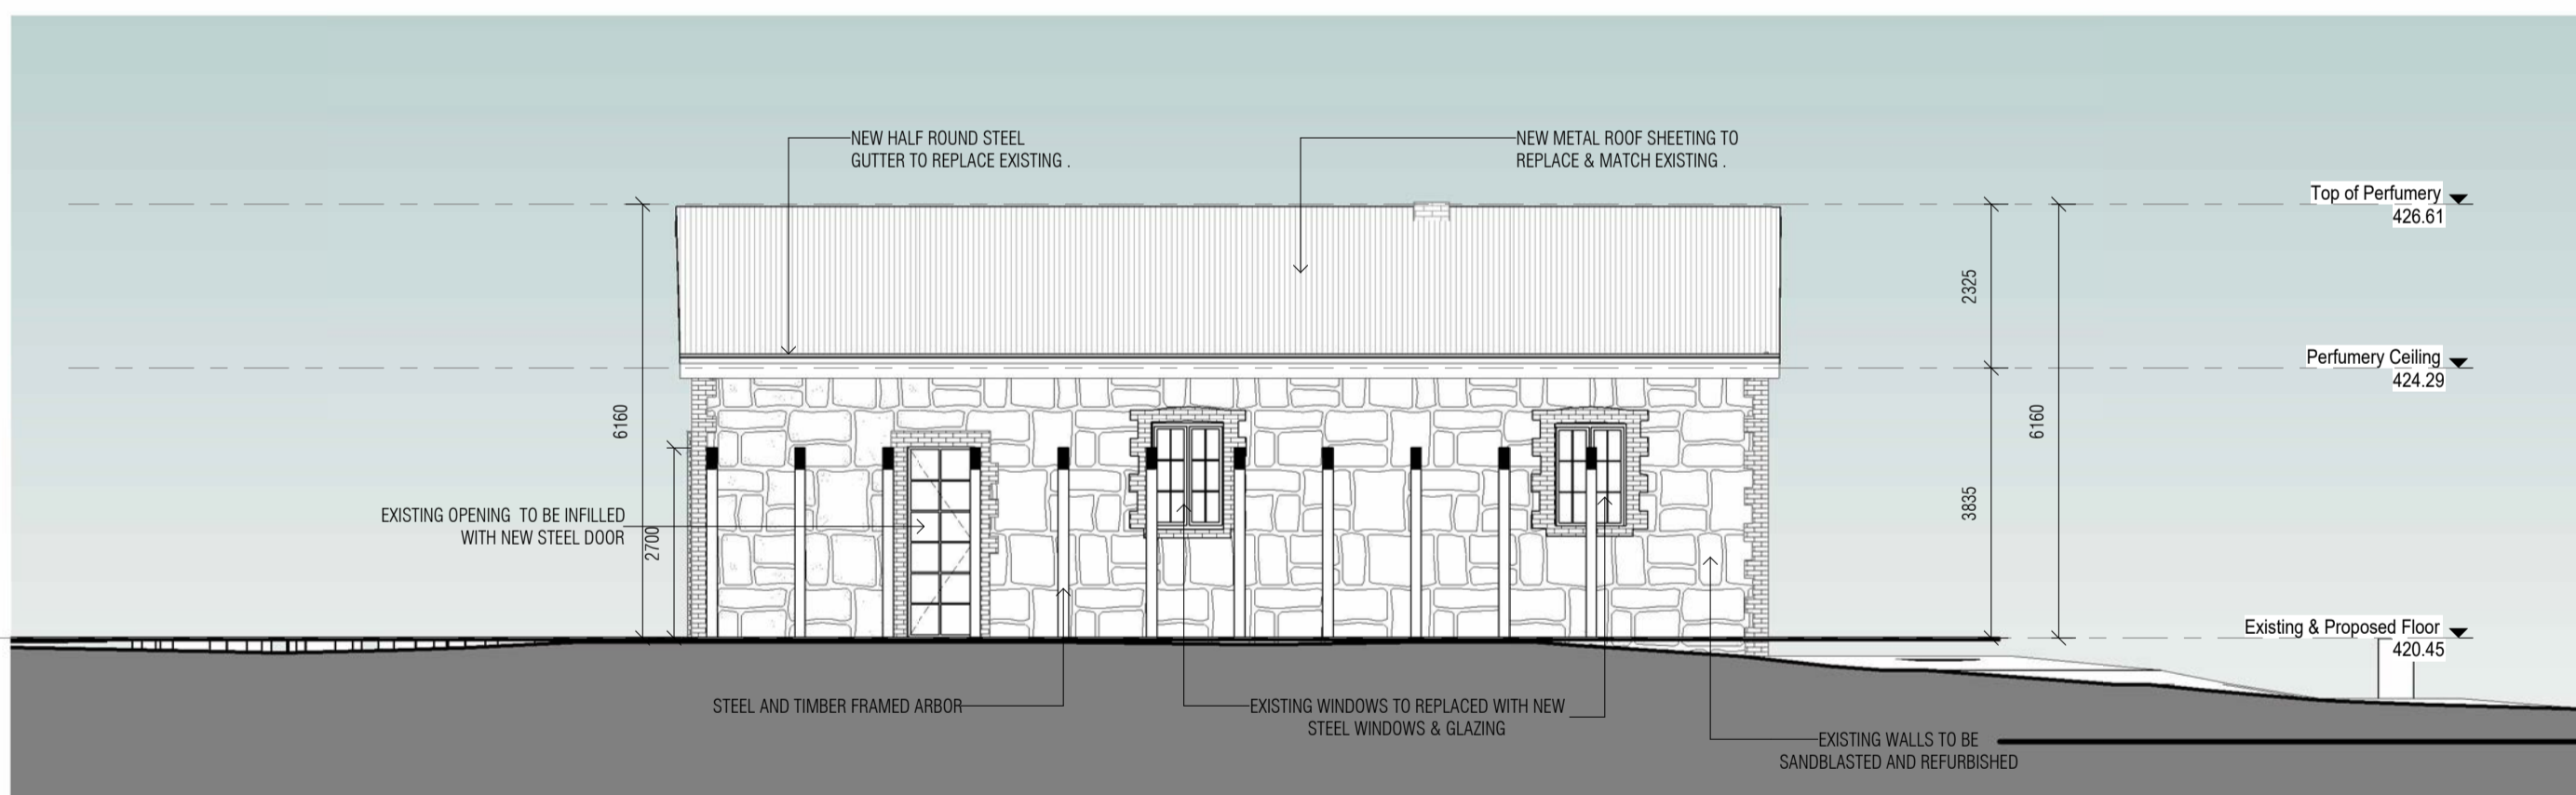 NEW HALF ROUND STEEL
GUTTER TO REPLACE EXISTING .
NEW METAL ROOF SHEETING TO
REPLACE & MATCH EXISTING .
Top of Perfumery
426.61
2325
Perfumery Ceiling
424.29
6160
6160
3835
EXISTING OPENING TO BE INFILLED
WITH NEW STEEL DOOR
2700
Existing & Proposed Floor
420.45
STEEL AND TIMBER FRAMED ARBOR
EXISTING WINDOWS TO REPLACED WITH NEW
STEEL WINDOWS & GLAZING
EXISTING WALLS TO BE
SANDBLASTED AND REFURBISHED